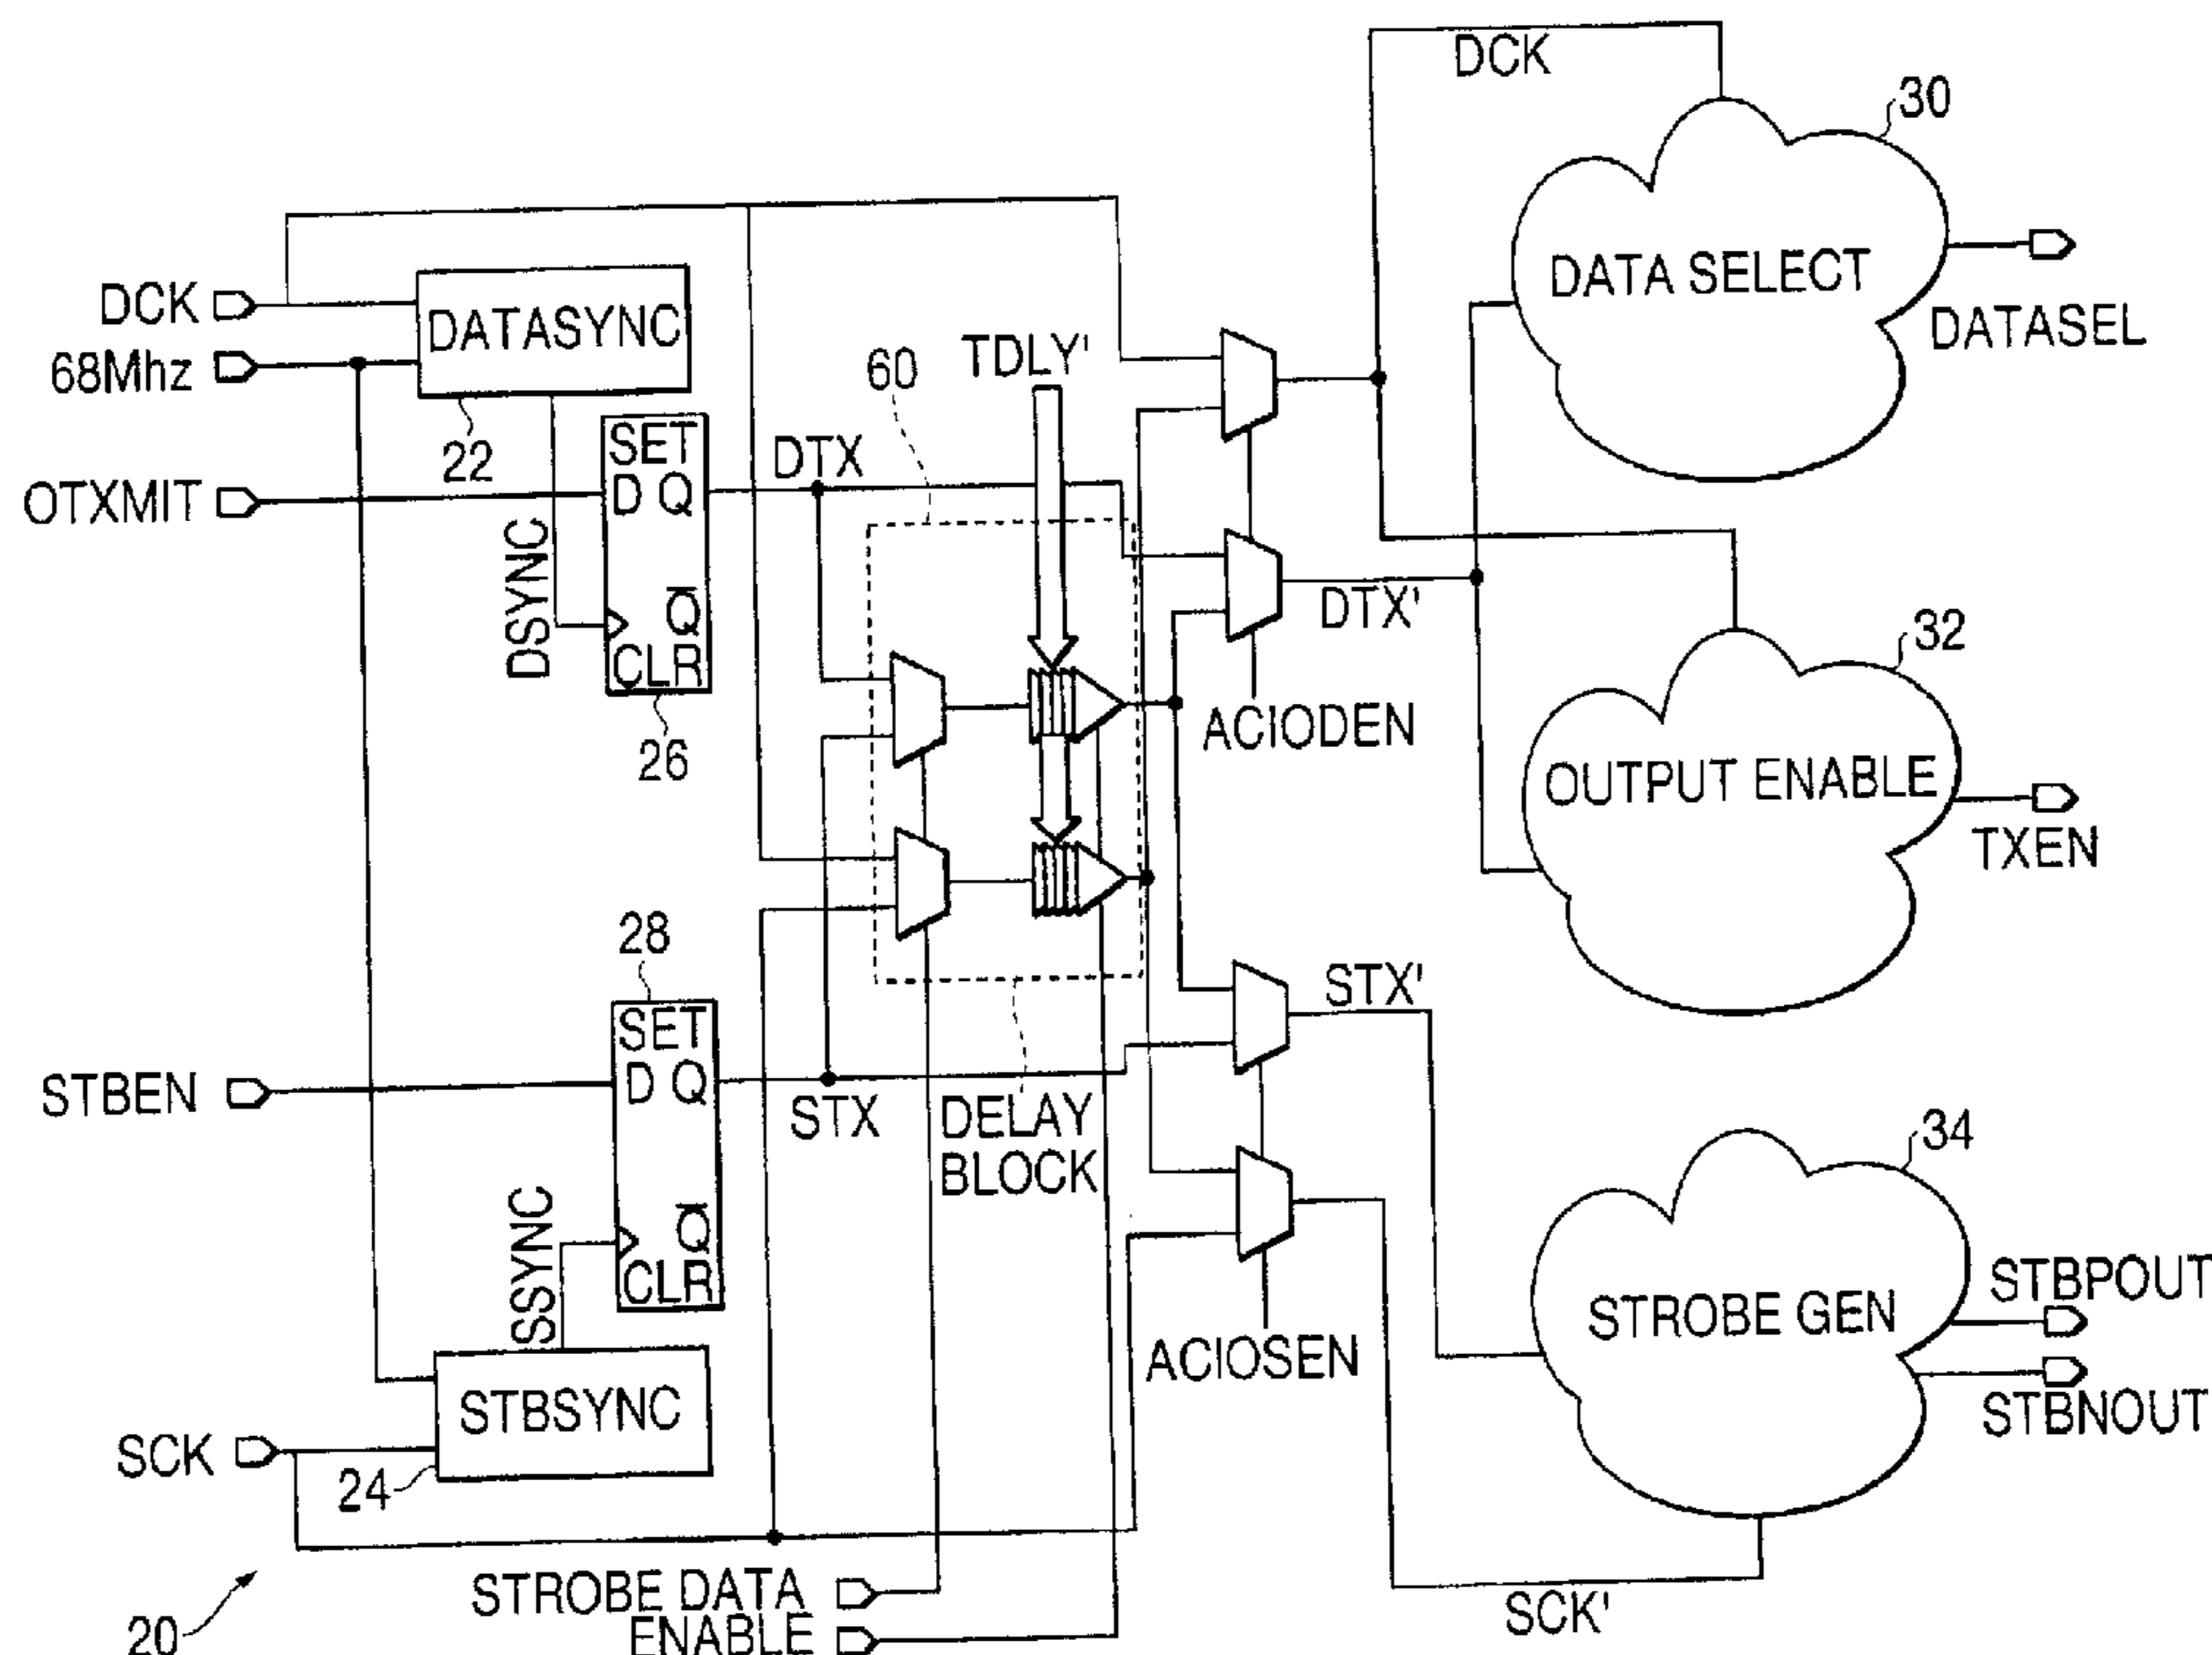 DCK
30
DATA SELECT
DATASEL
DCK
68Mhz
DATASYNC
22
60
TDLY'
OTXMIT
SET
D Q
Q̅
CLR
26
DSYNC
DTX
DTX'
ACIODEN
32
OUTPUT ENABLE
TXEN
28
SET
D Q
Q̅
CLR
STBEN
STX
DELAY
BLOCK
STX'
SSYNC
34
STROBE GEN
STBPOUT
STBNOUT
ACIOSEN
STBSYNC
SCK
24
STROBE DATA
ENABLE
SCK'
20